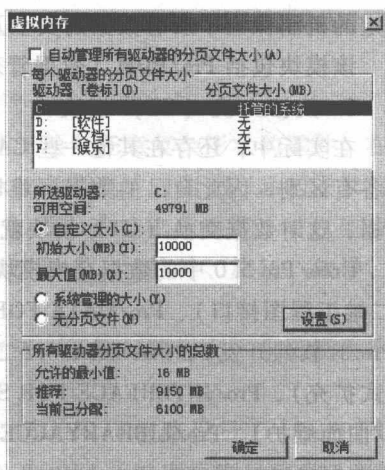 虚拟内存
自动管理所有驱动器的分页文件大小(A)
每个驱动器的分页文件大小
驱动器 [卷标](D) 分页文件大小(MB)
C: 托管的系统
D: [软件] 无
E: [文档] 无
F: [娱乐] 无
所选驱动器: C:
可用空间: 49791 MB
自定义大小(C):
初始大小(MB)(I): 10000
最大值(MB)(X): 10000
系统管理的大小(Y)
无分页文件(N) 设置(S)
所有驱动器分页文件大小的总数
允许的最小值: 16 MB
推荐: 9150 MB
当前已分配: 6100 MB
确定 取消